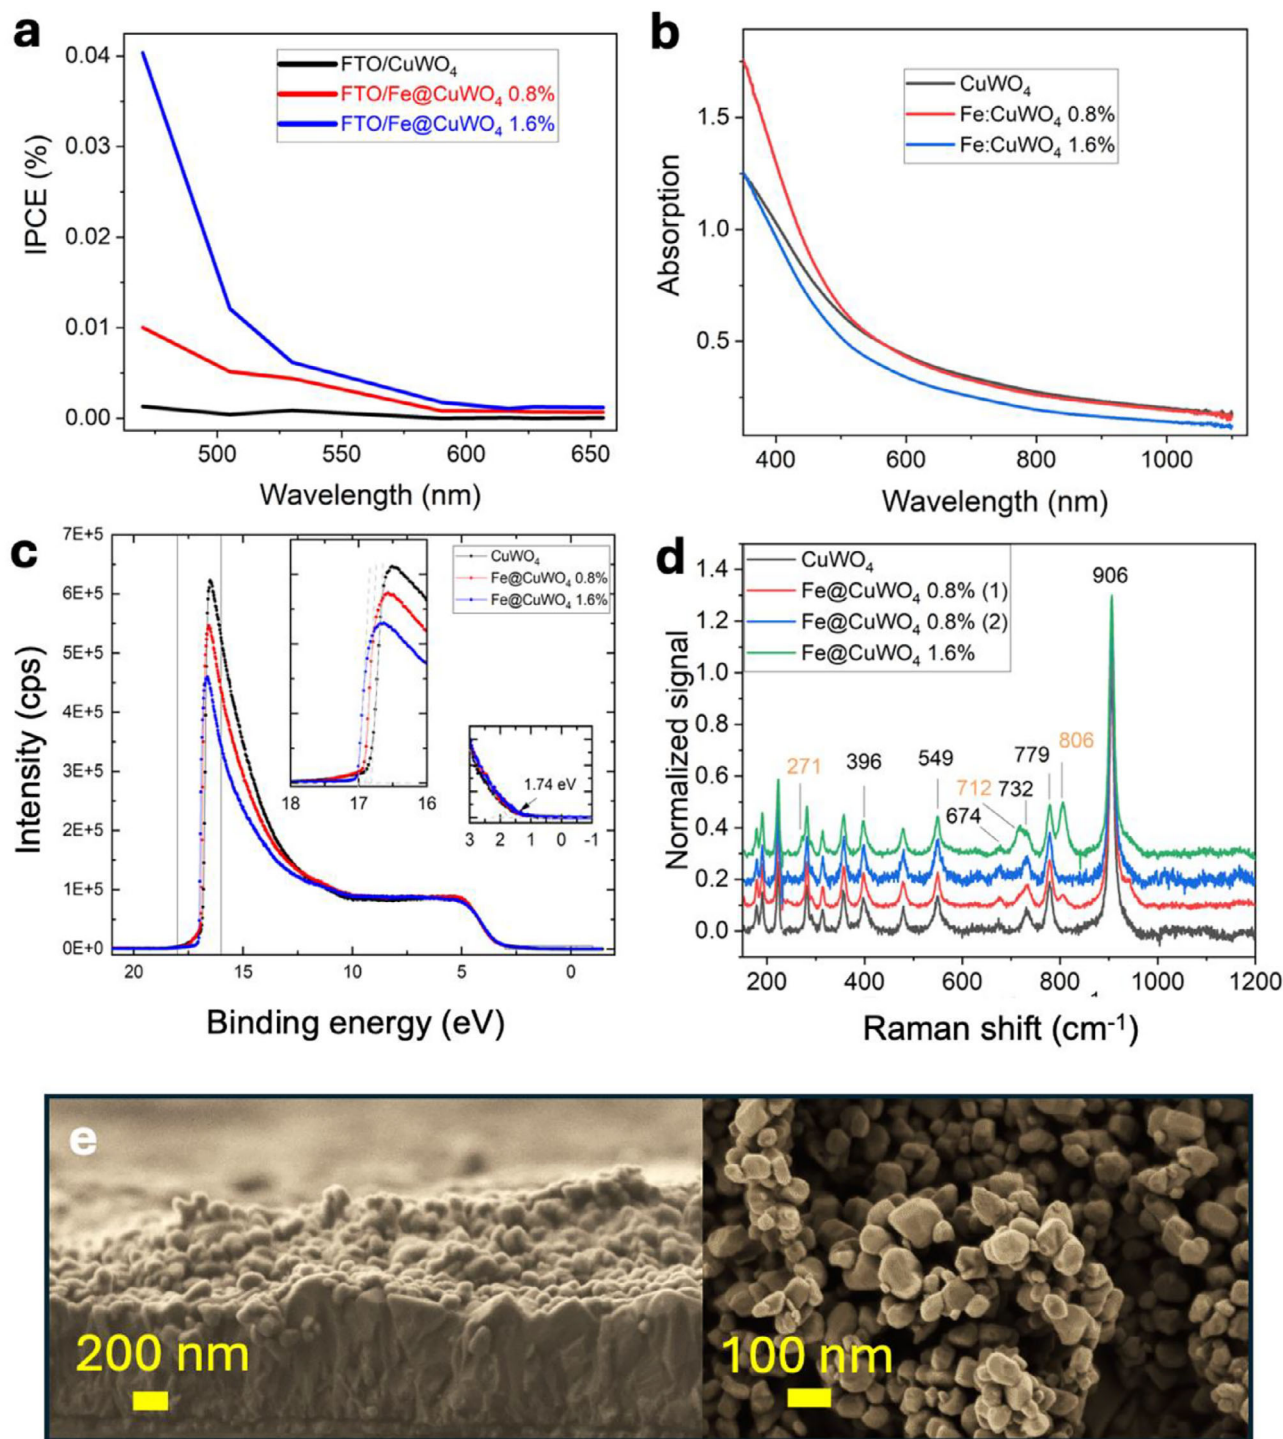 a
0.04
0.03
0.02
0.01
0.00
IPCE (%)
FTO/CuWO₄
FTO/Fe@CuWO₄ 0.8%
FTO/Fe@CuWO₄ 1.6%
500
550
600
650
Wavelength (nm)
b
1.5
1.0
0.5
Absorption
CuWO₄
Fe:CuWO₄ 0.8%
Fe:CuWO₄ 1.6%
400
600
800
1000
Wavelength (nm)
c
7E+5
6E+5
5E+5
4E+5
3E+5
2E+5
1E+5
0E+0
Intensity (cps)
18
17
16
CuWO₄
Fe@CuWO₄ 0.8%
Fe@CuWO₄ 1.6%
1.74 eV
3
2
1
0
-1
20
15
10
5
0
Binding energy (eV)
d
1.4
1.2
1.0
0.8
0.6
0.4
0.2
0.0
Normalized signal
CuWO₄
Fe@CuWO₄ 0.8% (1)
Fe@CuWO₄ 0.8% (2)
Fe@CuWO₄ 1.6%
906
271
396
549
779
806
712
732
674
200
400
600
800
1000
1200
Raman shift (cm⁻¹)
e
200 nm
100 nm